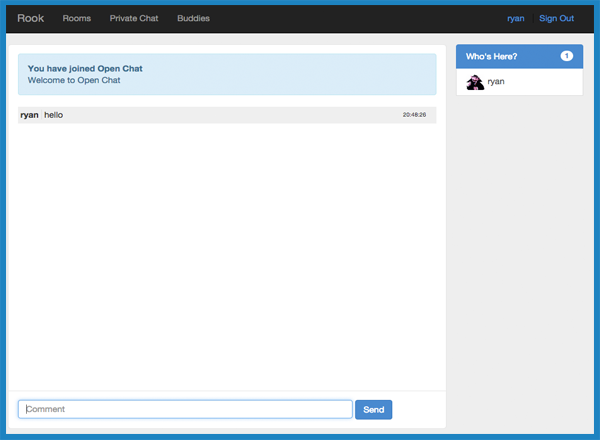 Rook Rooms Private Chat Buddies ryan Sign Out
You have joined Open Chat
Welcome to Open Chat
ryan hello 20:48:26
Who's Here? 1
ryan
Comment Send